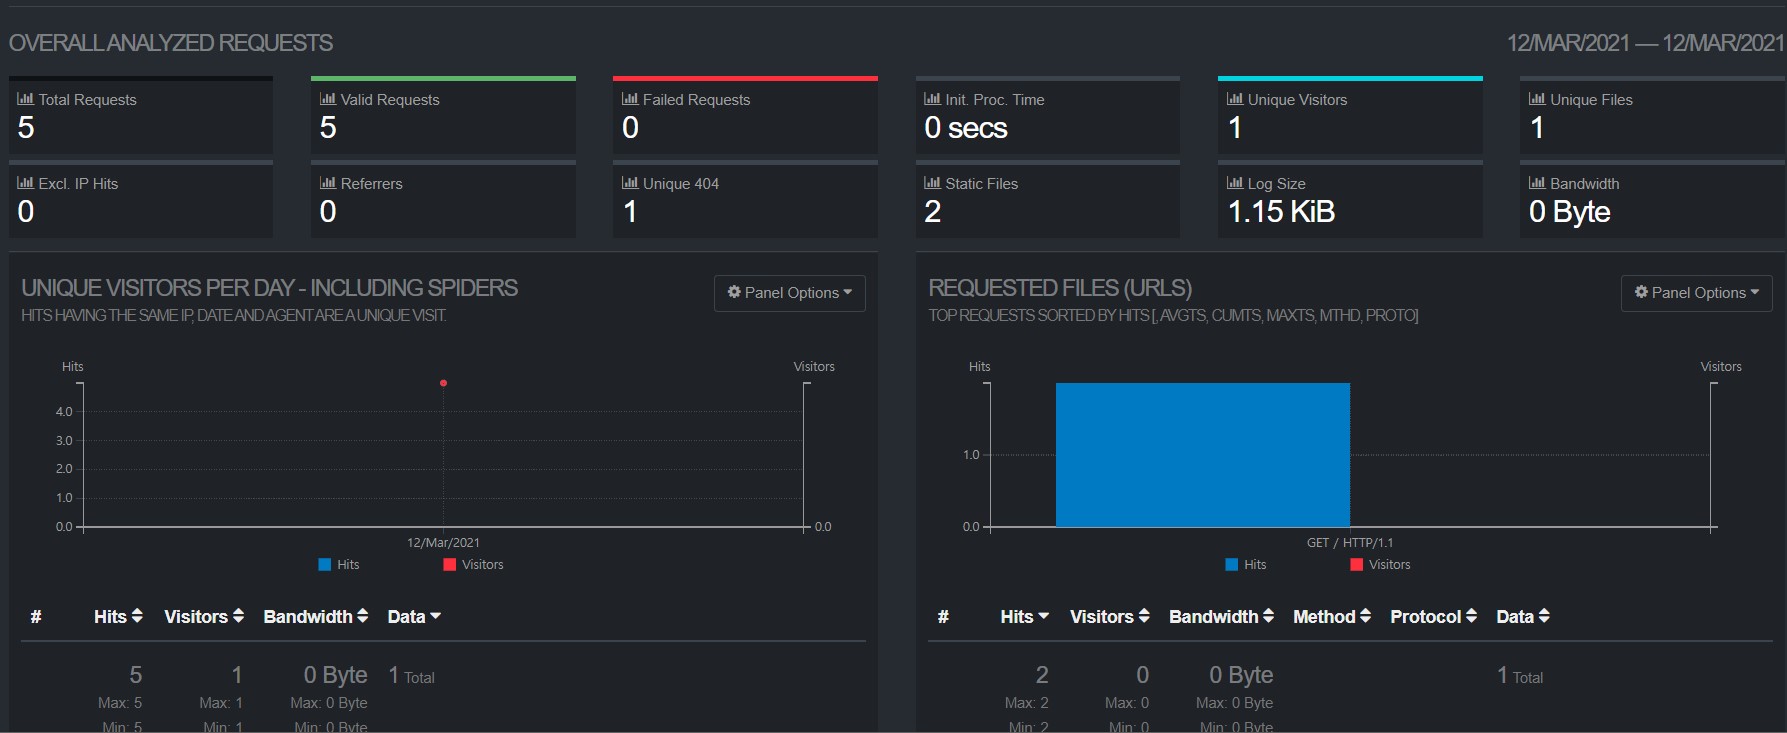 OVERALL ANALYZED REQUESTS
12/MAR/2021 — 12/MAR/2021
Total Requests
5
Valid Requests
5
Failed Requests
0
Init. Proc. Time
0 secs
Unique Visitors
1
Unique Files
1
Excl. IP Hits
0
Referrers
0
Unique 404
1
Static Files
2
Log Size
1.15 KiB
Bandwidth
0 Byte
UNIQUE VISITORS PER DAY - INCLUDING SPIDERS
Panel Options
HITS HAVING THE SAME IP, DATE AND AGENT ARE A UNIQUE VISIT.
Hits
Visitors
4.0
3.0
2.0
1.0
0.0
0.0
12/Mar/2021
Hits Visitors
# Hits Visitors Bandwidth Data
5 1 0 Byte 1 Total
Max: 5 Max: 1 Max: 0 Byte
Min: 5 Min: 1 Min: 0 Byte
REQUESTED FILES (URLS)
Panel Options
TOP REQUESTS SORTED BY HITS [, AVGTS, CUMTS, MAXTS, MTHD, PROTO]
Hits
Visitors
1.0
0.0
GET / HTTP/1.1
Hits Visitors
# Hits Visitors Bandwidth Method Protocol Data
2 0 0 Byte 1 Total
Max: 2 Max: 0 Max: 0 Byte
Min: 2 Min: 0 Min: 0 Byte